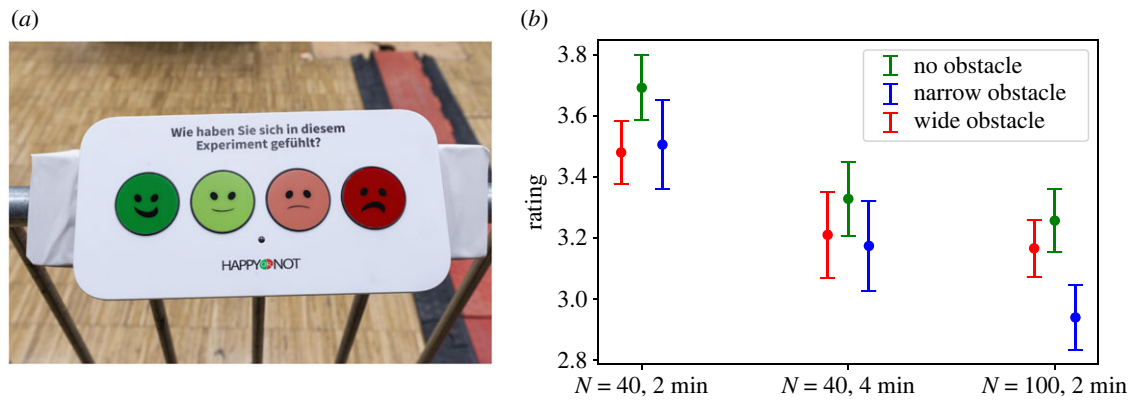 (a)
Wie haben Sie sich in diesem
Experiment gefühlt?
HAPPY OR NOT
(b)
rating
3.8
3.6
3.4
3.2
3.0
2.8
no obstacle
narrow obstacle
wide obstacle
N = 40, 2 min
N = 40, 4 min
N = 100, 2 min